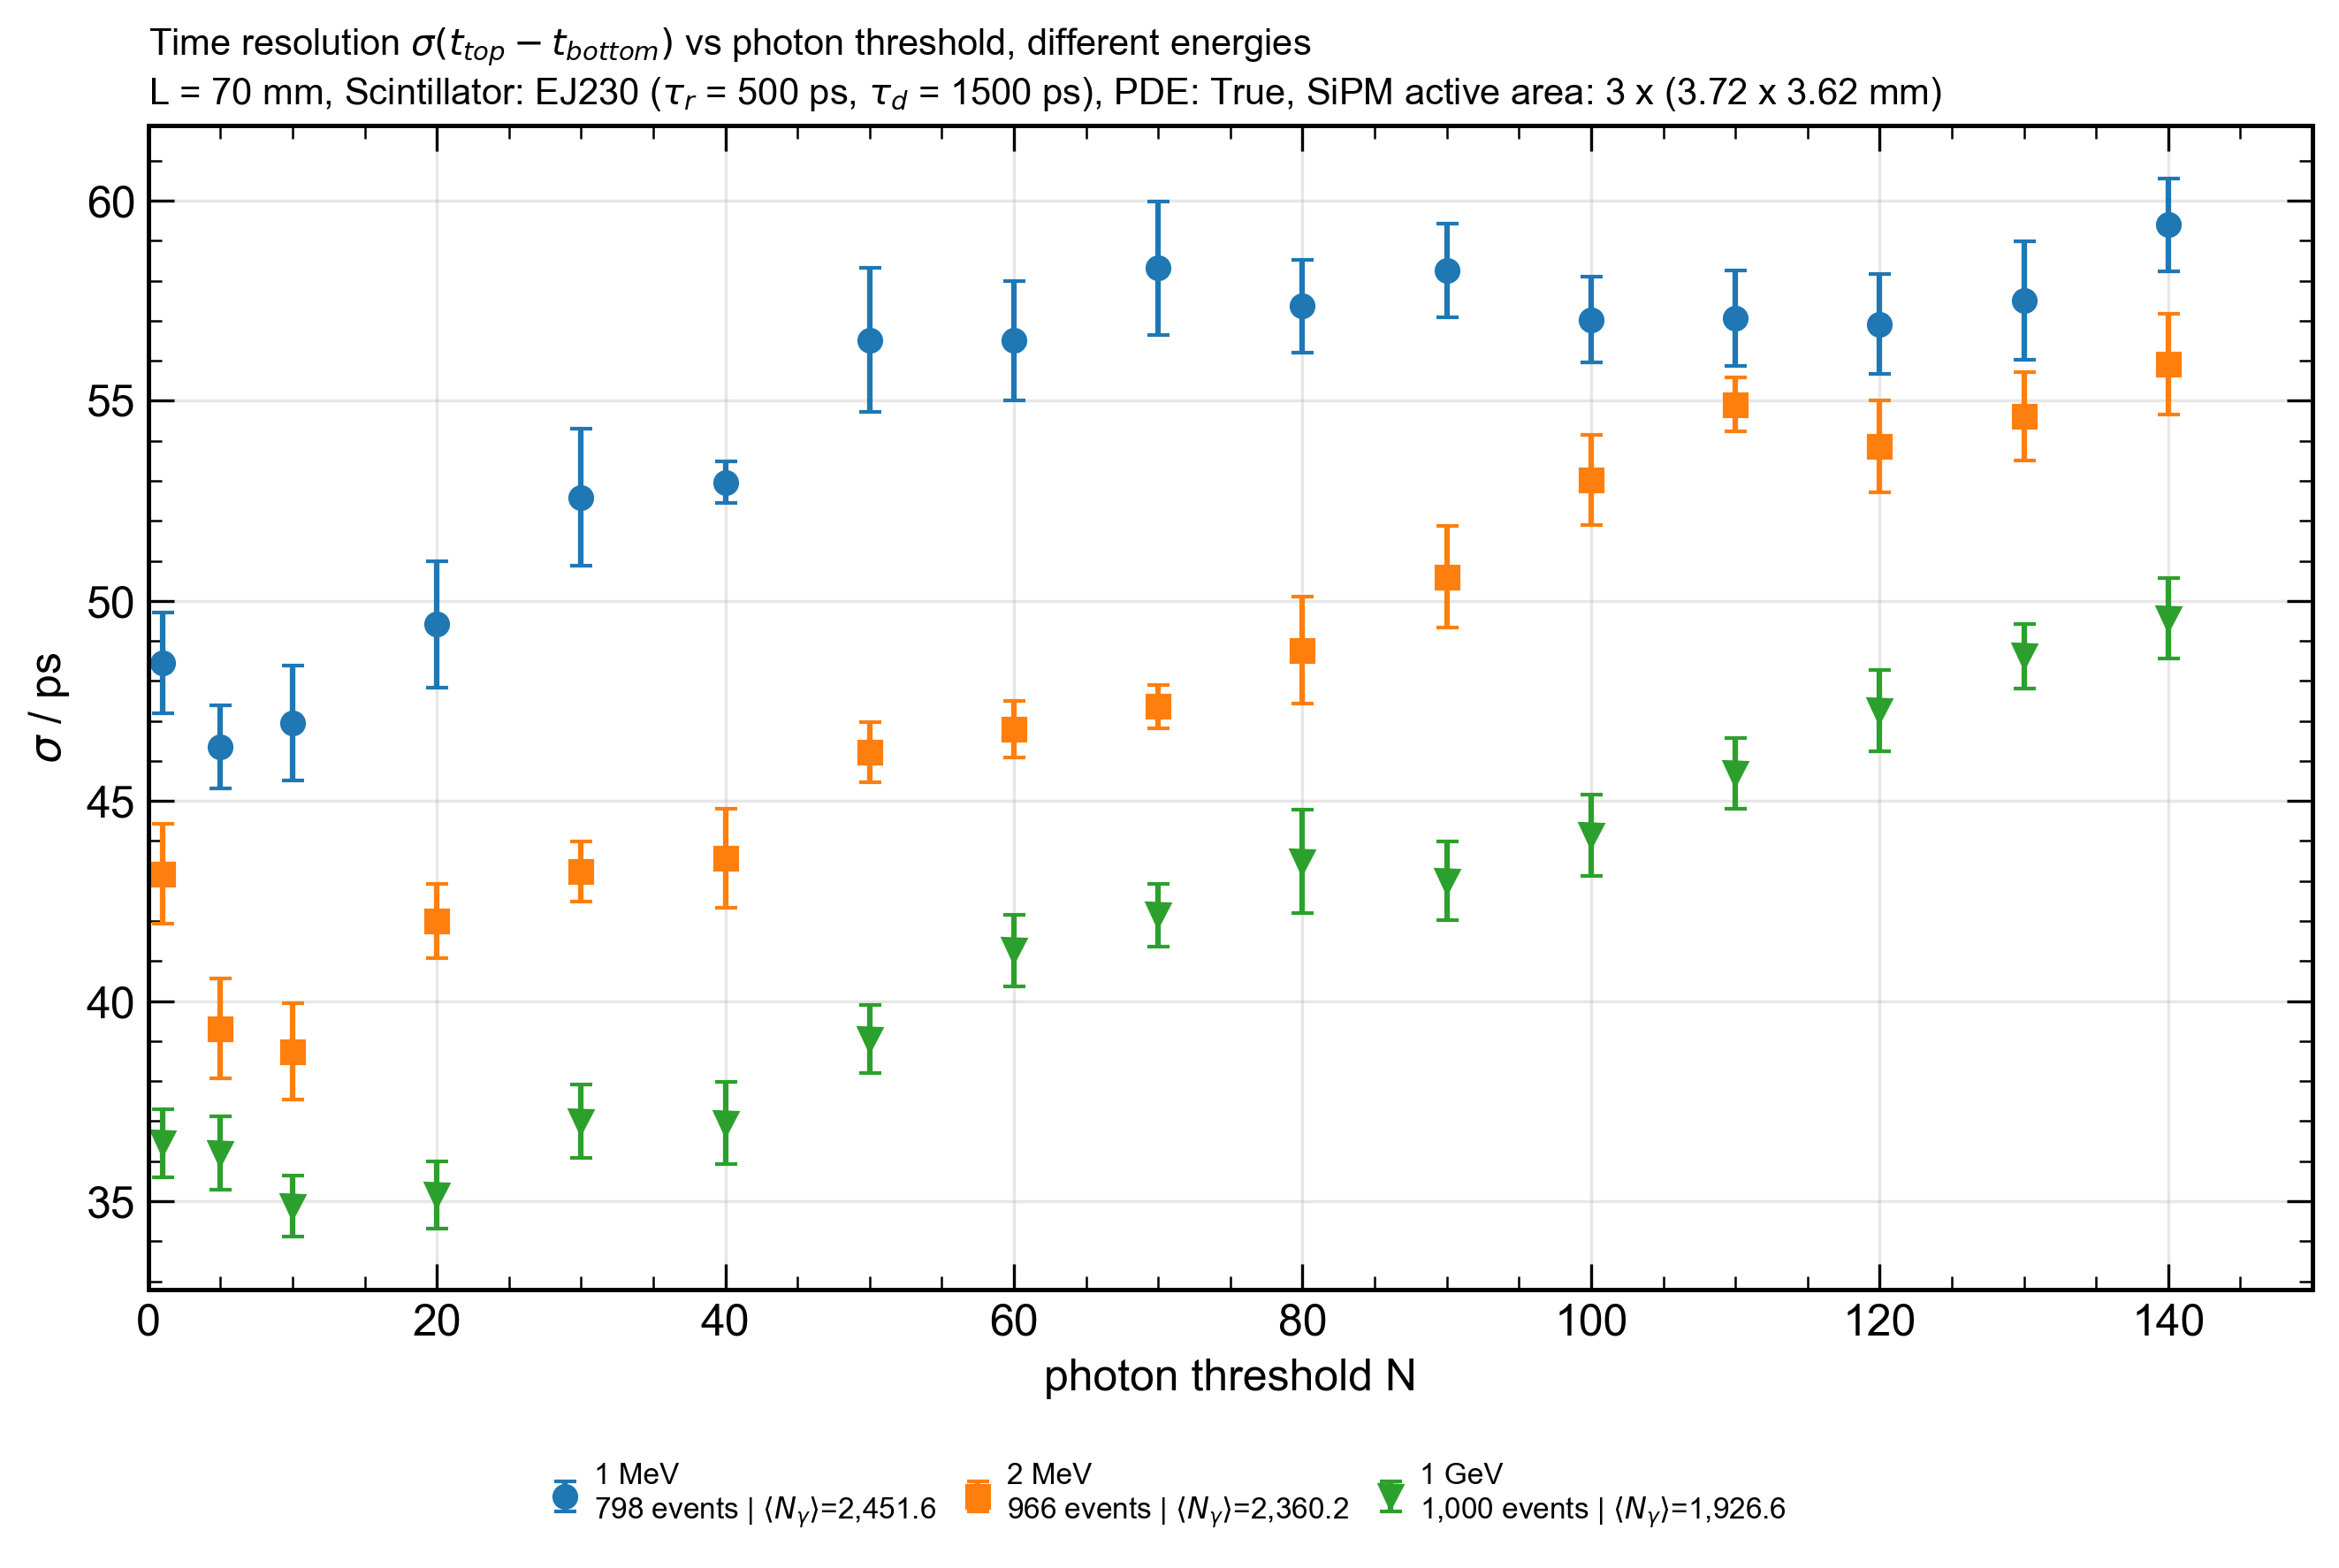 Time resolution σ(t_top − t_bottom) vs photon threshold, different energies
L = 70 mm, Scintillator: EJ230 (τ_r = 500 ps, τ_d = 1500 ps), PDE: True, SiPM active area: 3 x (3.72 x 3.62 mm)
60
55
50
45
40
35
σ / ps
0 20 40 60 80 100 120 140
photon threshold N
1 MeV
798 events | ⟨N_γ⟩=2,451.6
2 MeV
966 events | ⟨N_γ⟩=2,360.2
1 GeV
1,000 events | ⟨N_γ⟩=1,926.6